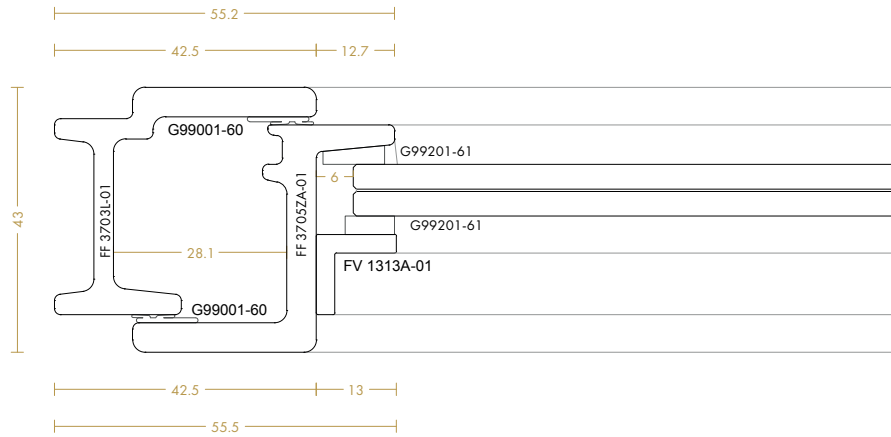 55.2
42.5
12.7
G99001-60
G99201-61
6
FF 3703L-01
FF 3705ZA-01
43
G99201-61
28.1
FV 1313A-01
G99001-60
42.5
13
55.5